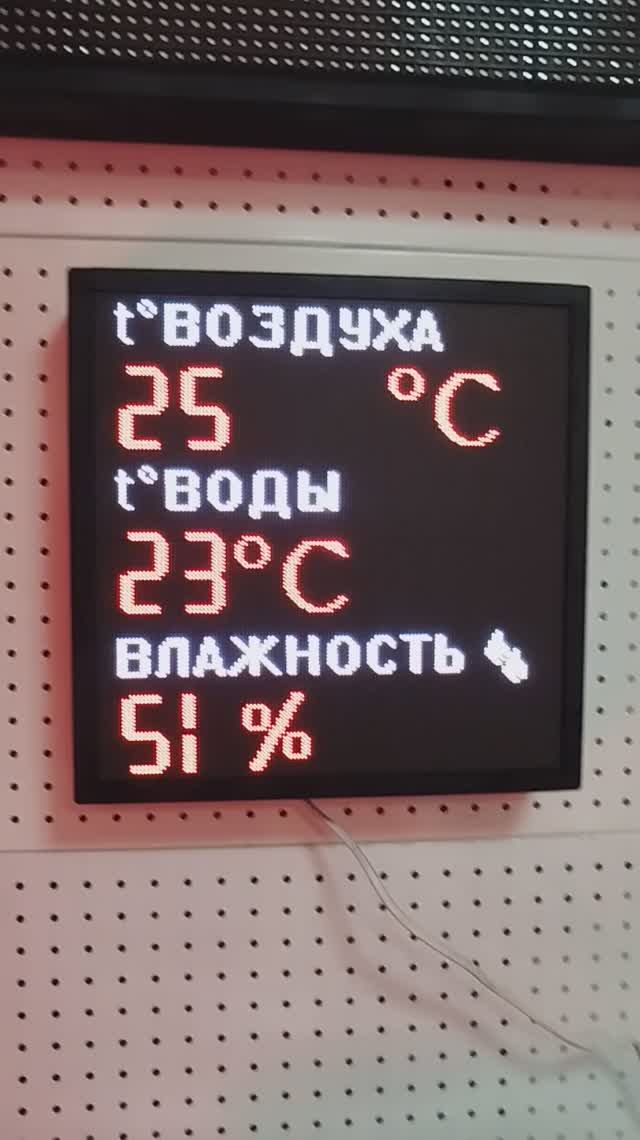 t°ВОЗДУХА
25 °C
t°ВОДЫ
23°C
ВЛАЖНОСТЬ
51 %